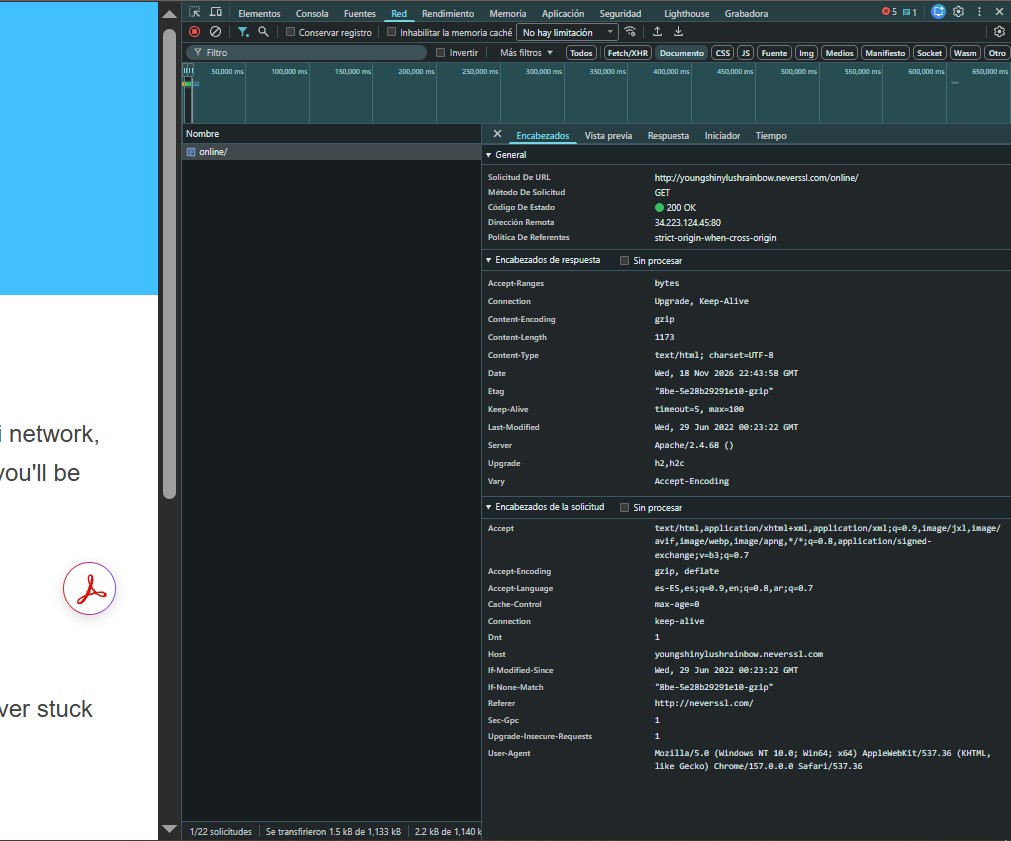 Elementos Consola Fuentes Red Rendimiento Memoria Aplicación Seguridad Lighthouse Grabadora 5 1
Conservar registro Inhabilitar la memoria caché No hay limitación
Filtro Invertir Más filtros Todos Fetch/XHR Documento CSS JS Fuente Img Medios Manifiesto Socket Wasm Otro
50,000 ms 100,000 ms 150,000 ms 200,000 ms 250,000 ms 300,000 ms 350,000 ms 400,000 ms 450,000 ms 500,000 ms 550,000 ms 600,000 ms 650,000 ms
Nombre
online/
Encabezados Vista previa Respuesta Iniciador Tiempo
General
Solicitud De URL http://youngshinylushrainbow.neverssl.com/online/
Método De Solicitud GET
Código De Estado 200 OK
Dirección Remota 34.223.124.45:80
Política De Referentes strict-origin-when-cross-origin
Encabezados de respuesta Sin procesar
Accept-Ranges bytes
Connection Upgrade, Keep-Alive
Content-Encoding gzip
Content-Length 1173
Content-Type text/html; charset=UTF-8
Date Wed, 18 Nov 2026 22:43:58 GMT
Etag "8be-5e28b29291e10-gzip"
Keep-Alive timeout=5, max=100
Last-Modified Wed, 29 Jun 2022 00:23:22 GMT
Server Apache/2.4.68 ()
Upgrade h2,h2c
Vary Accept-Encoding
Encabezados de la solicitud Sin procesar
Accept text/html,application/xhtml+xml,application/xml;q=0.9,image/jxl,image/
avif,image/webp,image/apng,*/*;q=0.8,application/signed-
exchange;v=b3;q=0.7
Accept-Encoding gzip, deflate
Accept-Language es-ES,es;q=0.9,en;q=0.8,ar;q=0.7
Cache-Control max-age=0
Connection keep-alive
Dnt 1
Host youngshinylushrainbow.neverssl.com
If-Modified-Since Wed, 29 Jun 2022 00:23:22 GMT
If-None-Match "8be-5e28b29291e10-gzip"
Referer http://neverssl.com/
Sec-Gpc 1
Upgrade-Insecure-Requests 1
User-Agent Mozilla/5.0 (Windows NT 10.0; Win64; x64) AppleWebKit/537.36 (KHTML,
like Gecko) Chrome/157.0.0.0 Safari/537.36
i network,
you'll be
ver stuck
1/22 solicitudes Se transfirieron 1.5 kB de 1,133 kB 2.2 kB de 1,140 k